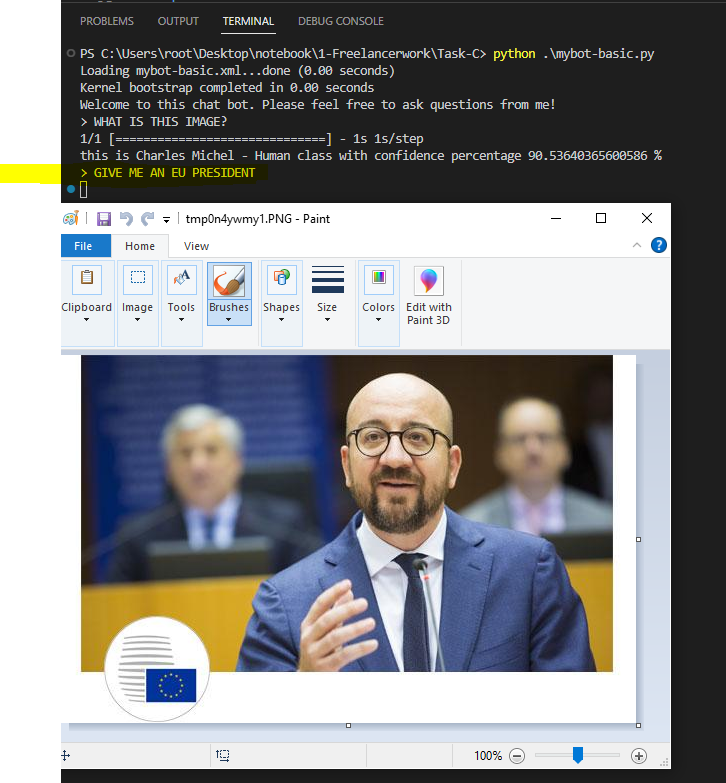 PROBLEMS OUTPUT TERMINAL DEBUG CONSOLE
PS C:\Users\root\Desktop\notebook\1-Freelancerwork\Task-C> python .\mybot-basic.py
Loading mybot-basic.xml...done (0.00 seconds)
Kernel bootstrap completed in 0.00 seconds
Welcome to this chat bot. Please feel free to ask questions from me!
> WHAT IS THIS IMAGE?
1/1 [==============================] - 1s 1s/step
this is Charles Michel - Human class with confidence percentage 90.53640365600586 %
> GIVE ME AN EU PRESIDENT
tmp0n4ywmy1.PNG - Paint
File Home View
Clipboard Image Tools Brushes Shapes Size Colors Edit with
Paint 3D
100%